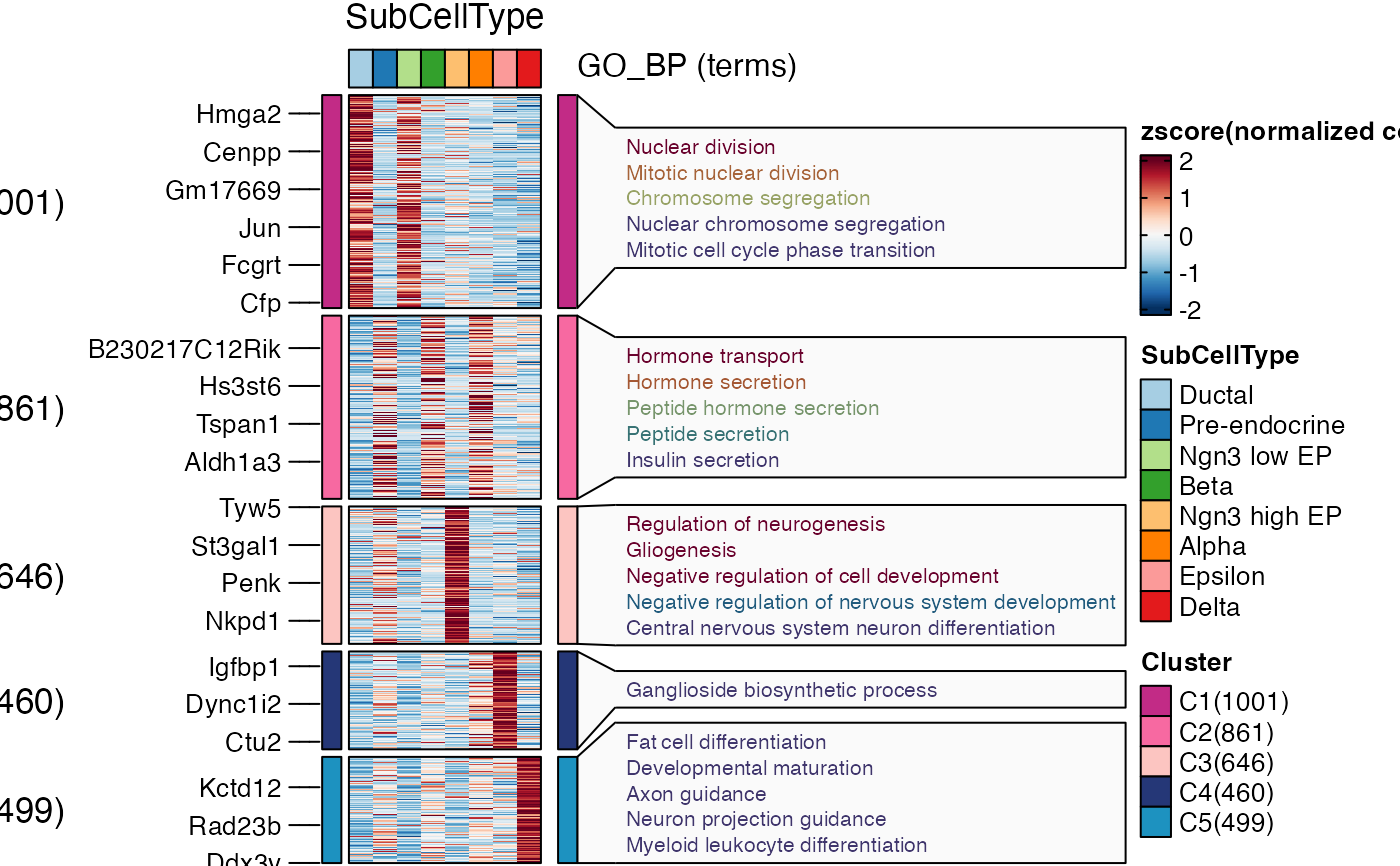 SubCellType
GO_BP (terms)
001)
Hmga2
Cenpp
Gm17669
Jun
Fcgrt
Cfp
Nuclear division
Mitotic nuclear division
Chromosome segregation
Nuclear chromosome segregation
Mitotic cell cycle phase transition
861)
B230217C12Rik
Hs3st6
Tspan1
Aldh1a3
Hormone transport
Hormone secretion
Peptide hormone secretion
Peptide secretion
Insulin secretion
646)
Tyw5
St3gal1
Penk
Nkpd1
Regulation of neurogenesis
Gliogenesis
Negative regulation of cell development
Negative regulation of nervous system development
Central nervous system neuron differentiation
460)
Igfbp1
Dync1i2
Ctu2
Ganglioside biosynthetic process
499)
Kctd12
Rad23b
Fat cell differentiation
Developmental maturation
Axon guidance
Neuron projection guidance
Myeloid leukocyte differentiation
zscore(normalized
2
1
0
-1
-2
SubCellType
Ductal
Pre-endocrine
Ngn3 low EP
Beta
Ngn3 high EP
Alpha
Epsilon
Delta
Cluster
C1(1001)
C2(861)
C3(646)
C4(460)
C5(499)